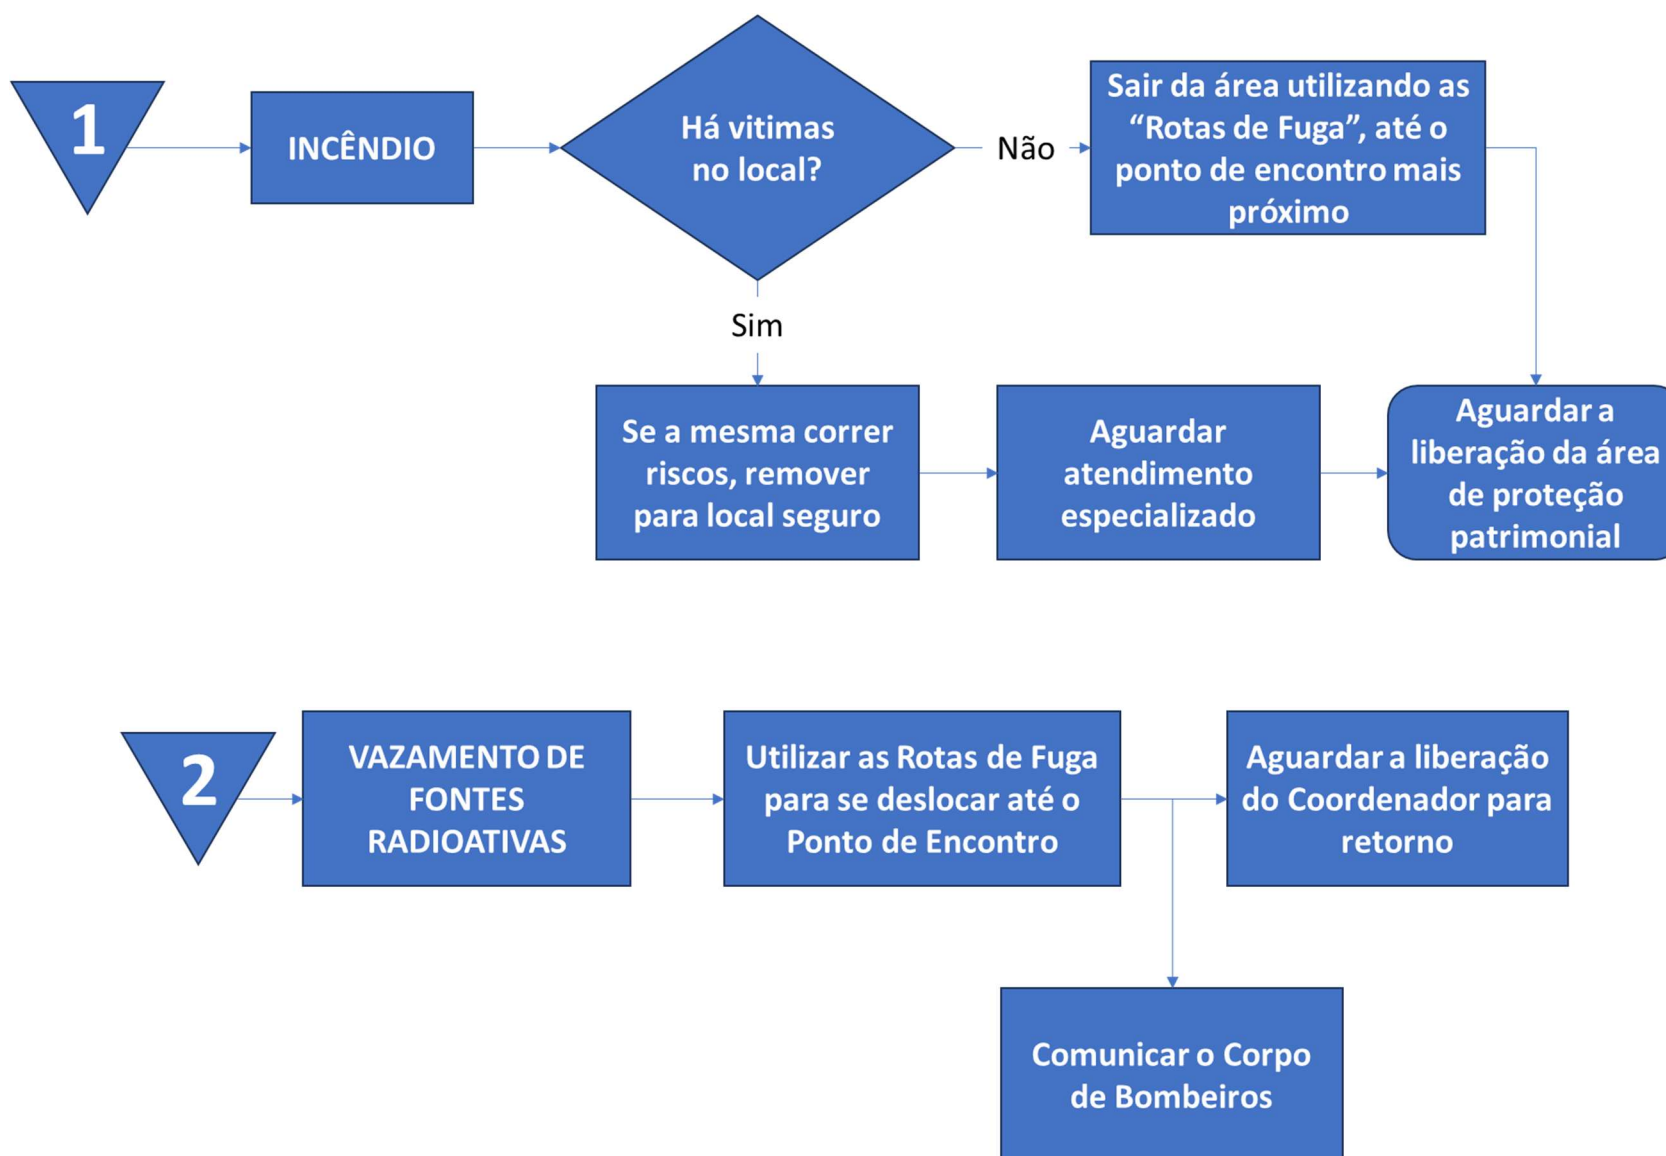 1
INCÊNDIO
Há vitimas
no local?
Não
Sair da área utilizando as
“Rotas de Fuga”, até o
ponto de encontro mais
próximo
Sim
Se a mesma correr
riscos, remover
para local seguro
Aguardar
atendimento
especializado
Aguardar a
liberação da área
de proteção
patrimonial
2
VAZAMENTO DE
FONTES
RADIOATIVAS
Utilizar as Rotas de Fuga
para se deslocar até o
Ponto de Encontro
Aguardar a liberação
do Coordenador para
retorno
Comunicar o Corpo
de Bombeiros